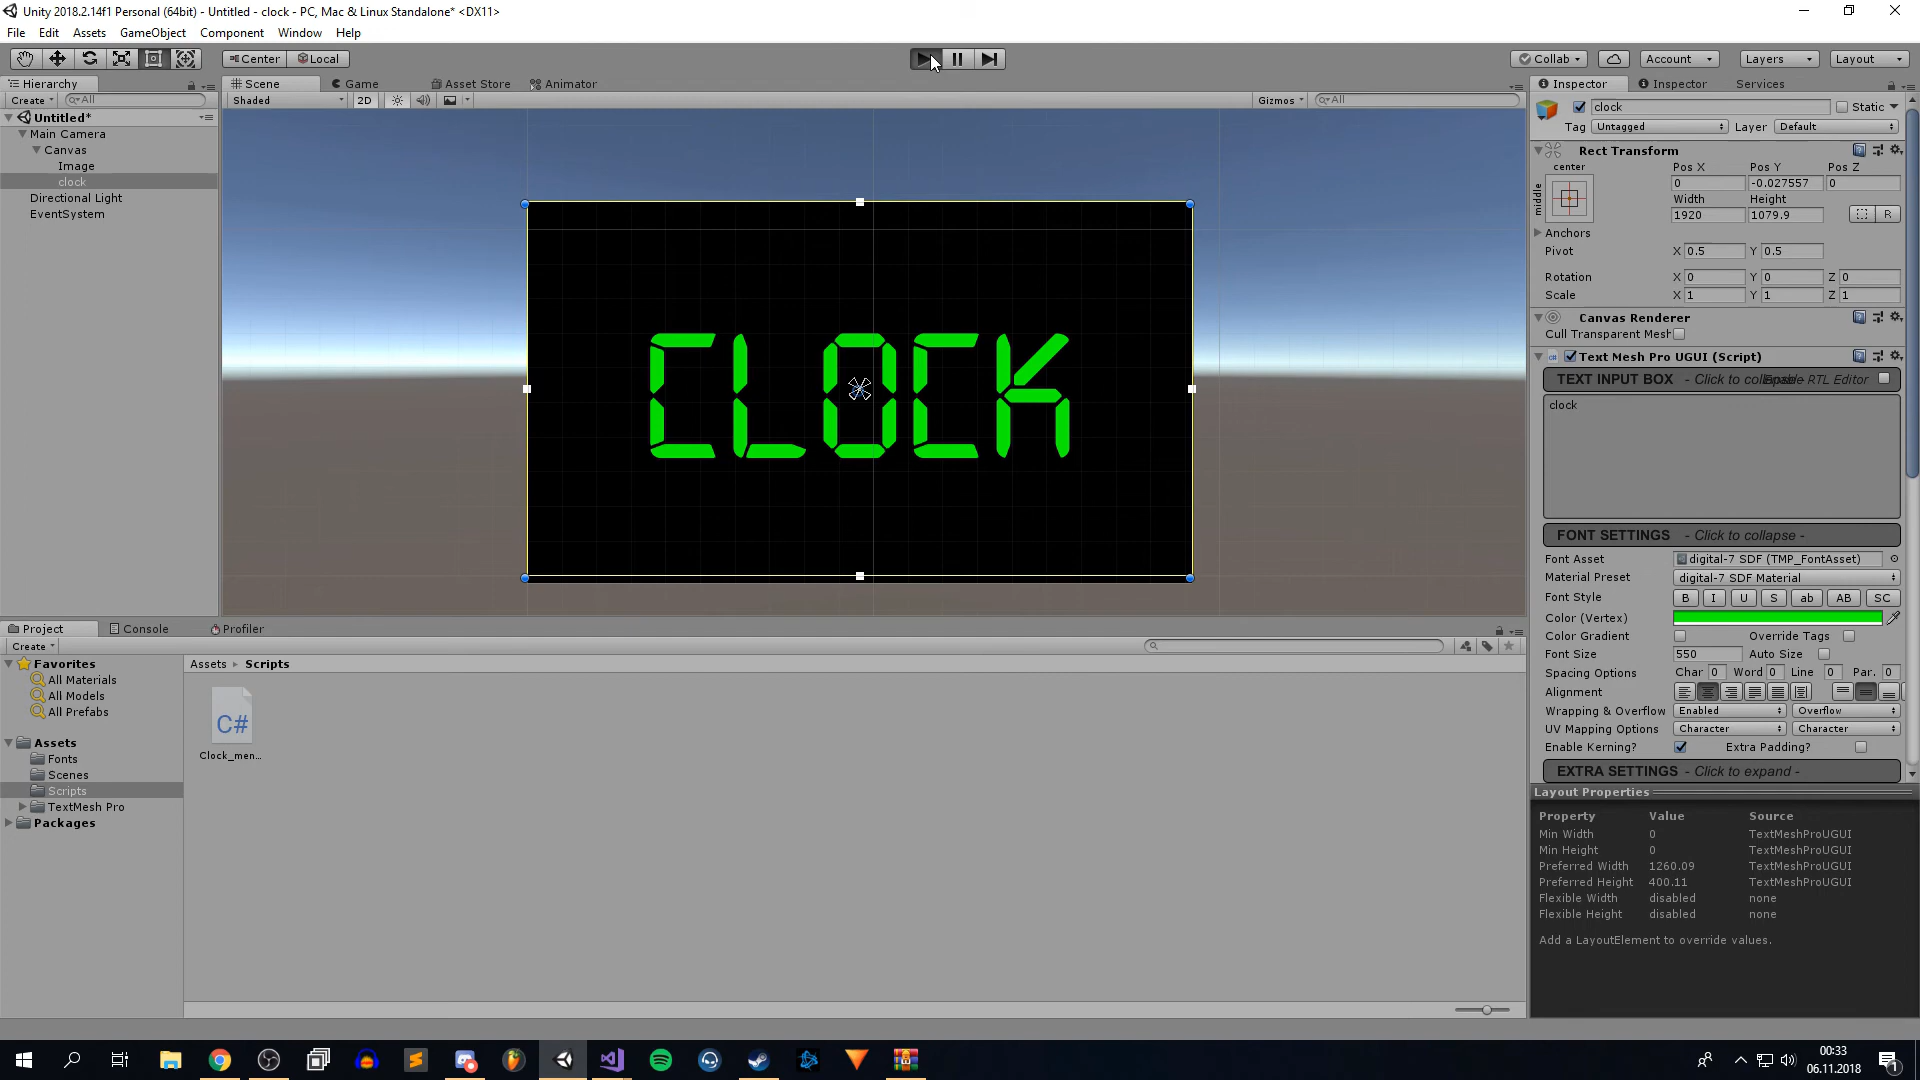 Unity 2018.2.14f1 Personal (64bit) - Untitled - clock - PC, Mac & Linux Standalone* <DX11>
File Edit Assets GameObject Component Window Help
Center Local Collab Account Layers Layout
Hierarchy
Create All
Untitled*
Main Camera
Canvas
Image
clock
Directional Light
EventSystem
Scene Game Asset Store Animator
Shaded 2D Gizmos All
CLOCK
Inspector Inspector Services
clock Static
Tag Untagged Layer Default
Rect Transform
center Pos X Pos Y Pos Z
middle 0 -0.027557 0
Width Height
1920 1079.9 R
Anchors
Pivot X 0.5 Y 0.5
Rotation X 0 Y 0 Z 0
Scale X 1 Y 1 Z 1
Canvas Renderer
Cull Transparent Mesh
Text Mesh Pro UGUI (Script)
TEXT INPUT BOX - Click to collapse - Enable RTL Editor
clock
FONT SETTINGS - Click to collapse -
Font Asset digital-7 SDF (TMP_FontAsset)
Material Preset digital-7 SDF Material
Font Style B I U S ab AB SC
Color (Vertex)
Color Gradient Override Tags
Font Size 550 Auto Size
Spacing Options Char 0 Word 0 Line 0 Par. 0
Alignment
Wrapping & Overflow Enabled Overflow
UV Mapping Options Character Character
Enable Kerning? Extra Padding?
EXTRA SETTINGS - Click to expand -
Layout Properties
Property Value Source
Min Width 0 TextMeshProUGUI
Min Height 0 TextMeshProUGUI
Preferred Width 1260.09 TextMeshProUGUI
Preferred Height 400.11 TextMeshProUGUI
Flexible Width disabled none
Flexible Height disabled none
Add a LayoutElement to override values.
Project Console Profiler
Create
Favorites
All Materials
All Models
All Prefabs
Assets
Fonts
Scenes
Scripts
TextMesh Pro
Packages
Assets Scripts
C#
Clock_men...
00:33
06.11.2018
1